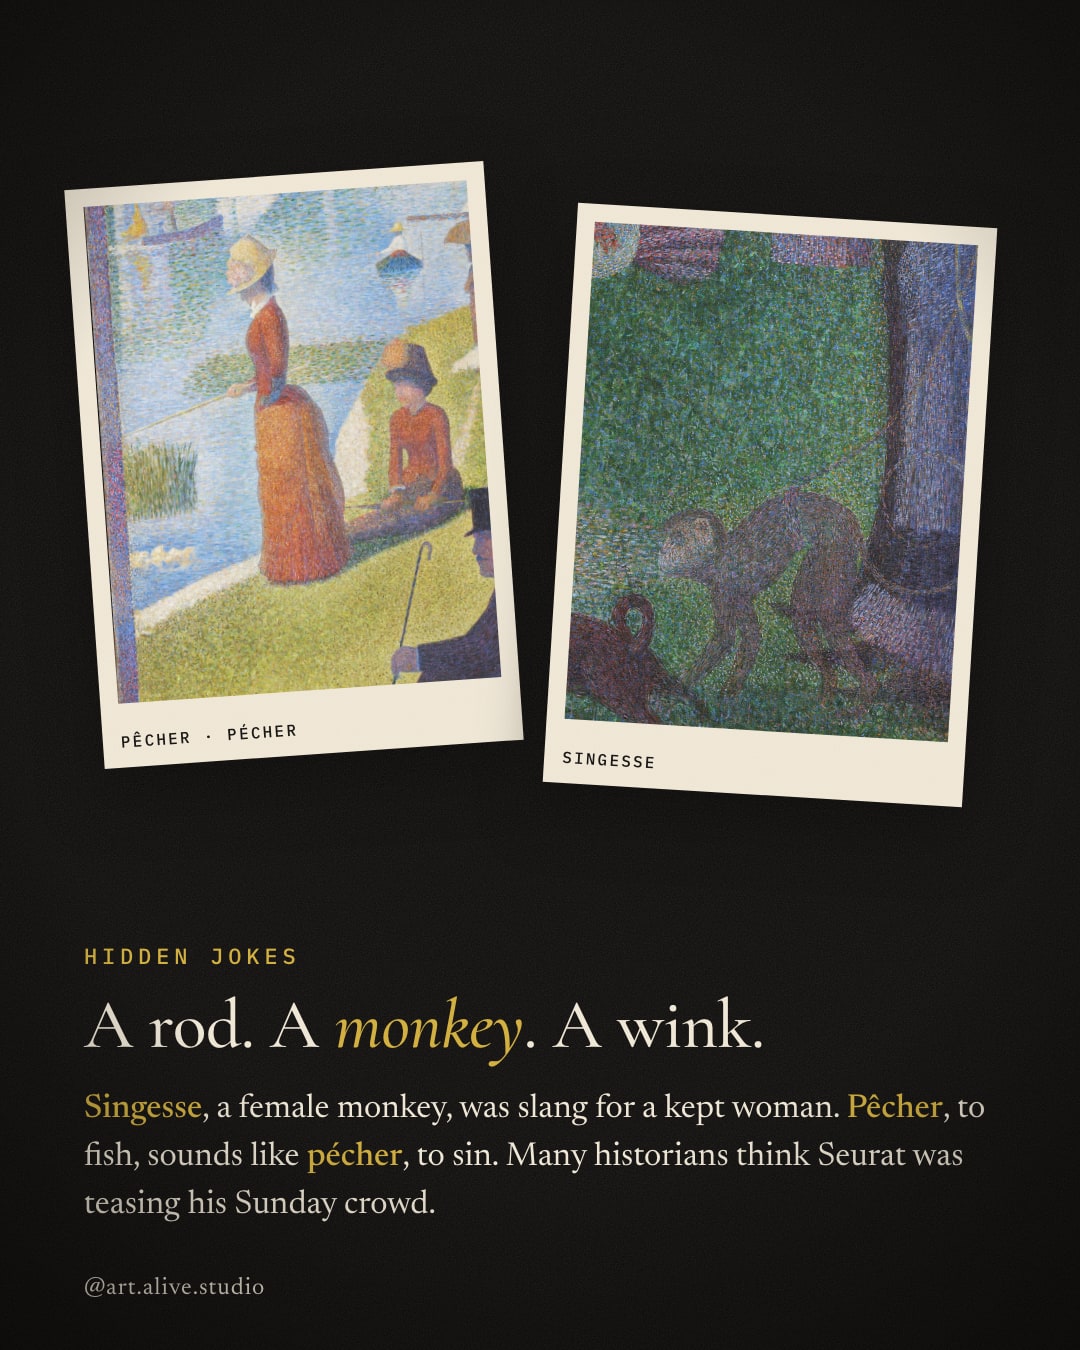 PÊCHER · PÉCHER
SINGESSE
HIDDEN JOKES
A rod. A monkey. A wink.
Singesse, a female monkey, was slang for a kept woman. Pêcher, to
fish, sounds like pécher, to sin. Many historians think Seurat was
teasing his Sunday crowd.
@art.alive.studio